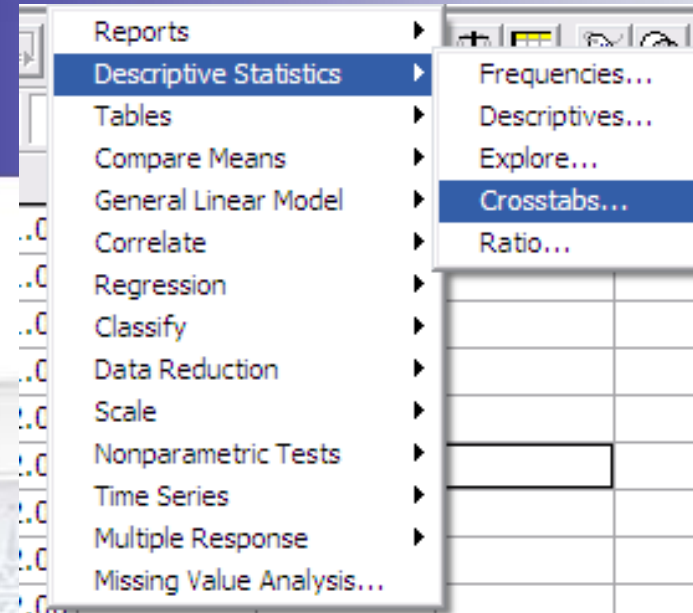 Reports
Descriptive Statistics
Tables
Compare Means
General Linear Model
Correlate
Regression
Classify
Data Reduction
Scale
Nonparametric Tests
Time Series
Multiple Response
Missing Value Analysis...
Frequencies...
Descriptives...
Explore...
Crosstabs...
Ratio...